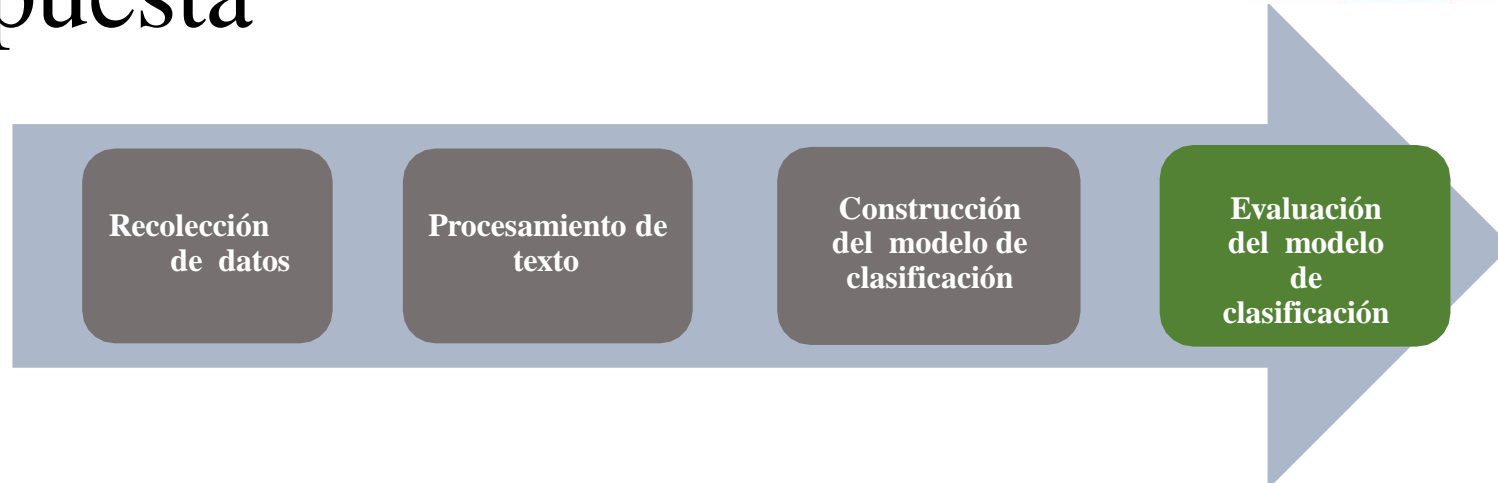 puesta
Recolección
de datos
Procesamiento de
texto
Construcción
del modelo de
clasificación
Evaluación
del modelo
de
clasificación